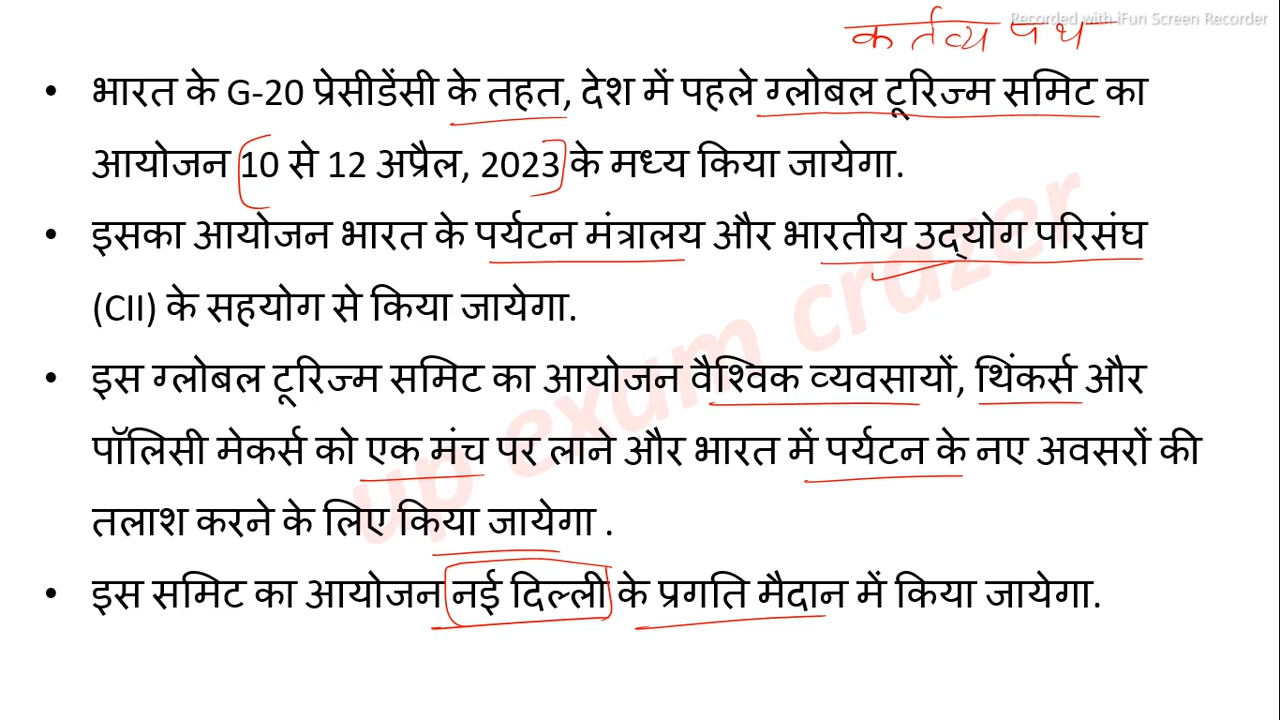 Recorded with iFun Screen Recorder
कर्तव्य पथ
• भारत के G-20 प्रेसीडेंसी के तहत, देश में पहले ग्लोबल टूरिज्म समिट का
आयोजन 10 से 12 अप्रैल, 2023 के मध्य किया जायेगा.
• इसका आयोजन भारत के पर्यटन मंत्रालय और भारतीय उद्योग परिसंघ
(CII) के सहयोग से किया जायेगा.
• इस ग्लोबल टूरिज्म समिट का आयोजन वैश्विक व्यवसायों, थिंकर्स और
पॉलिसी मेकर्स को एक मंच पर लाने और भारत में पर्यटन के नए अवसरों की
तलाश करने के लिए किया जायेगा .
• इस समिट का आयोजन नई दिल्ली के प्रगति मैदान में किया जायेगा.
up exam crazer